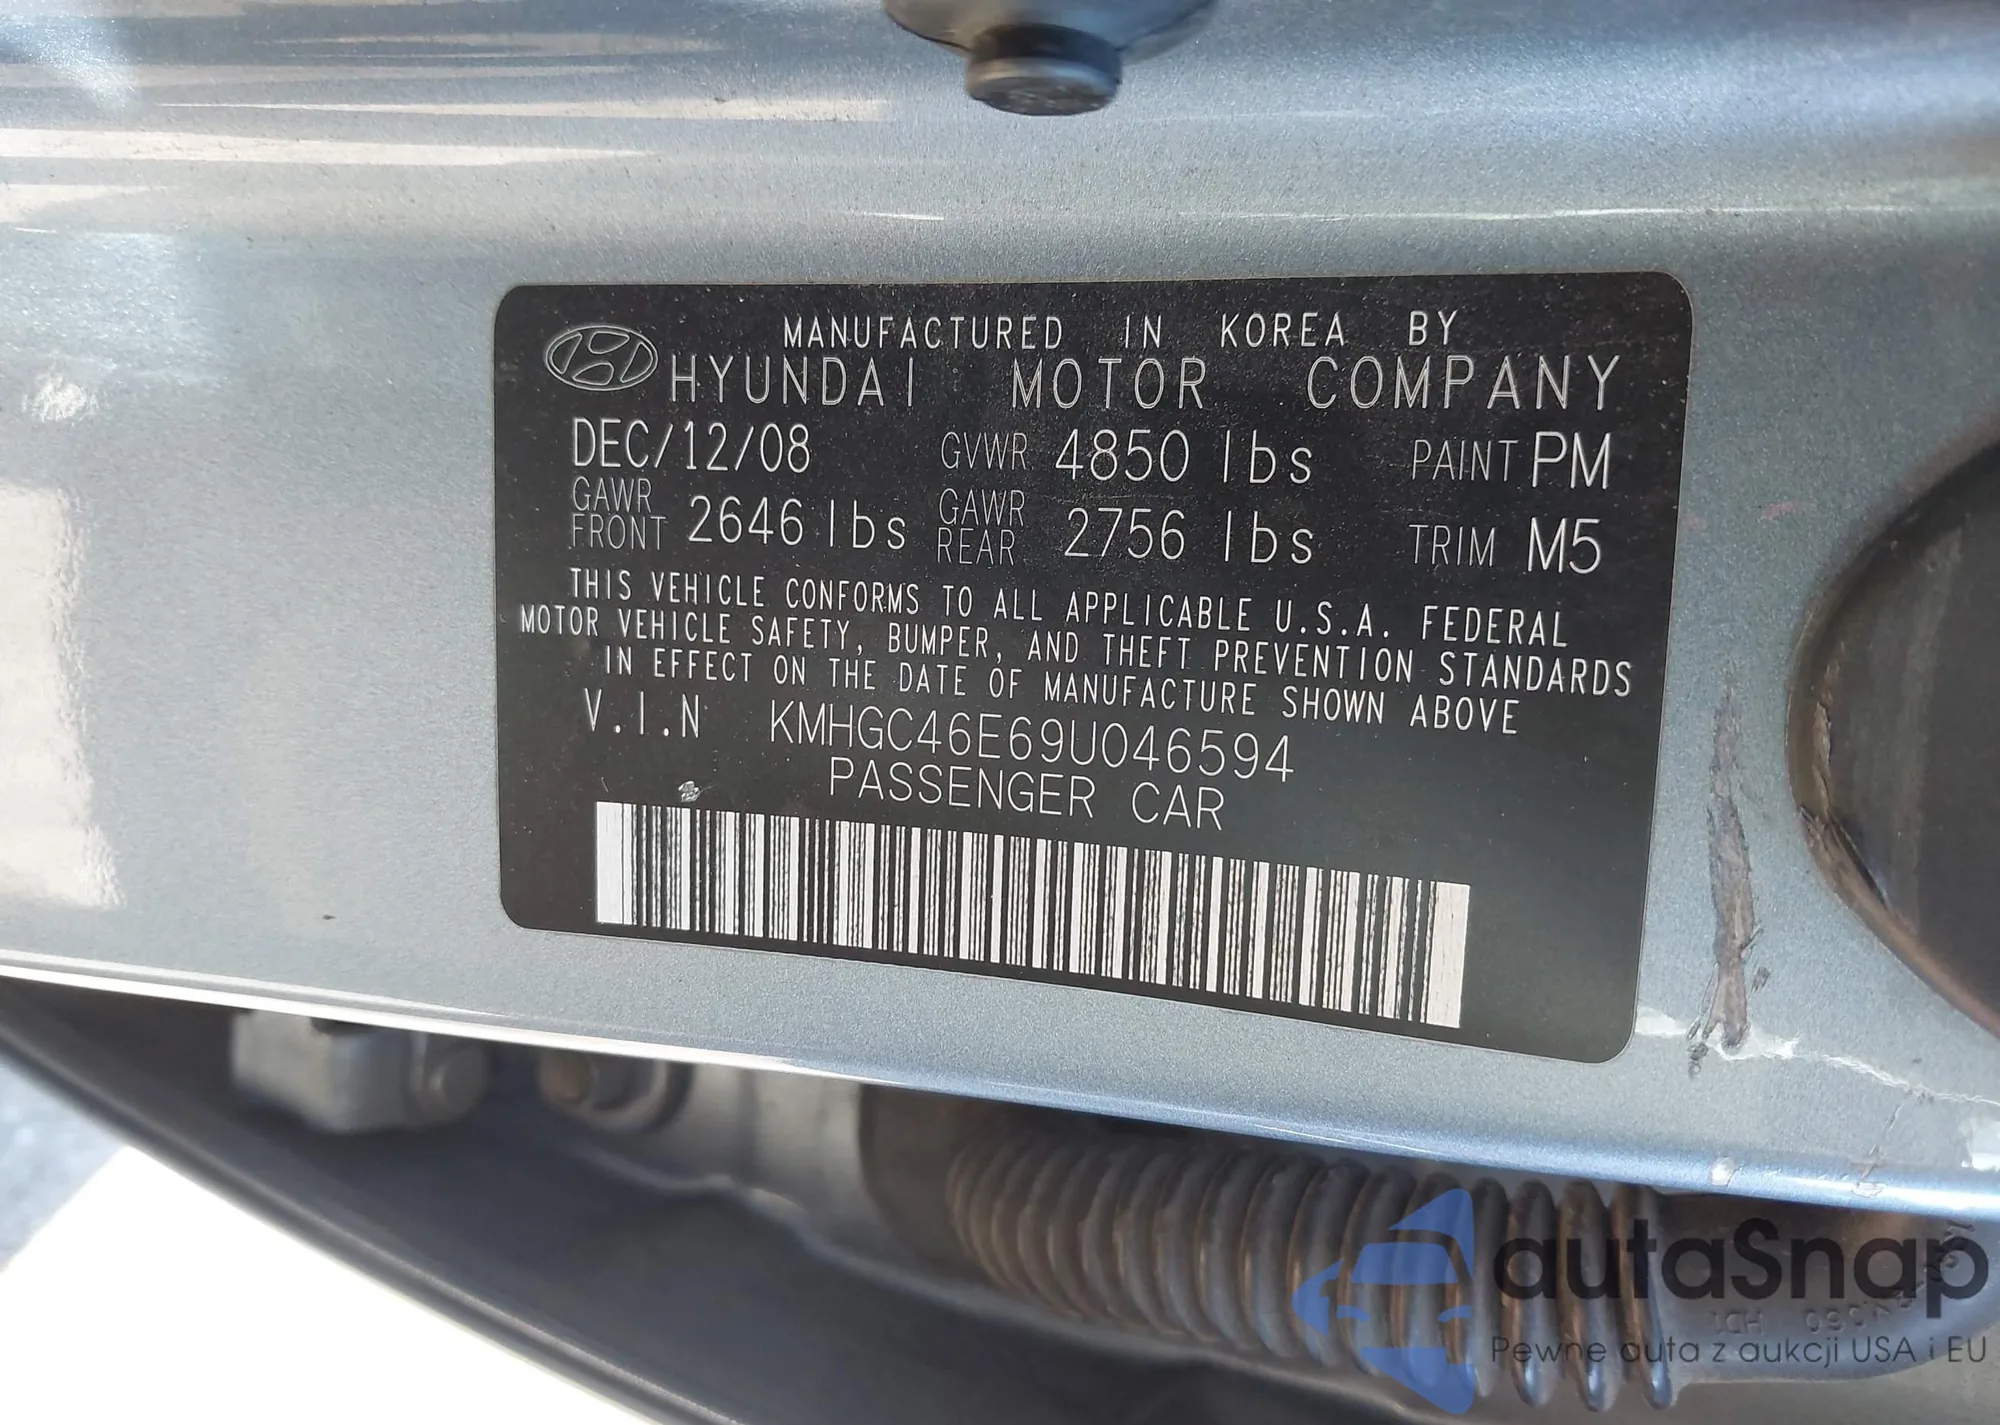 MANUFACTURED IN KOREA BY
HYUNDAI MOTOR COMPANY
DEC/12/08 GVWR 4850 lbs PAINT PM
GAWR FRONT 2646 lbs GAWR REAR 2756 lbs TRIM M5
THIS VEHICLE CONFORMS TO ALL APPLICABLE U.S.A. FEDERAL
MOTOR VEHICLE SAFETY, BUMPER, AND THEFT PREVENTION STANDARDS
IN EFFECT ON THE DATE OF MANUFACTURE SHOWN ABOVE
V.I.N KMHGC46E69U046594
PASSENGER CAR
autaSnap
Pewne auta z aukcji USA i EU